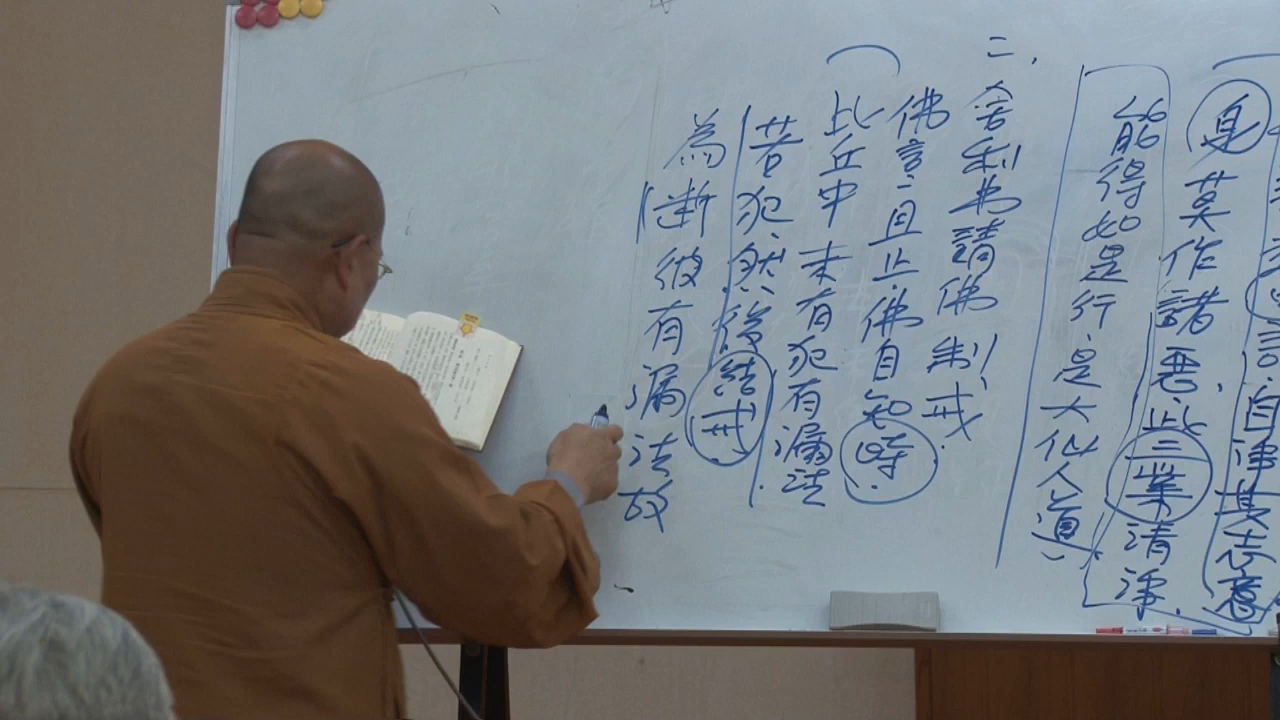 自淨其志意
身莫作諸惡，此三業清淨．
能得如是行，是大仙人道
二、
舍利弗請佛制戒．
佛言：且止，佛自知時
比丘中未有犯有漏法
若犯，然後結戒
為斷彼有漏法故